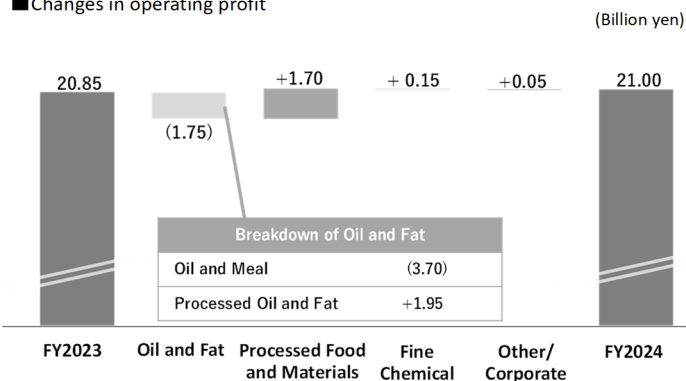 ■Changes in operating profit
(Billion yen)
20.85
(1.75)
+1.70
+ 0.15
+0.05
21.00
Breakdown of Oil and Fat
Oil and Meal (3.70)
Processed Oil and Fat +1.95
FY2023
Oil and Fat
Processed Food
and Materials
Fine
Chemical
Other/
Corporate
FY2024